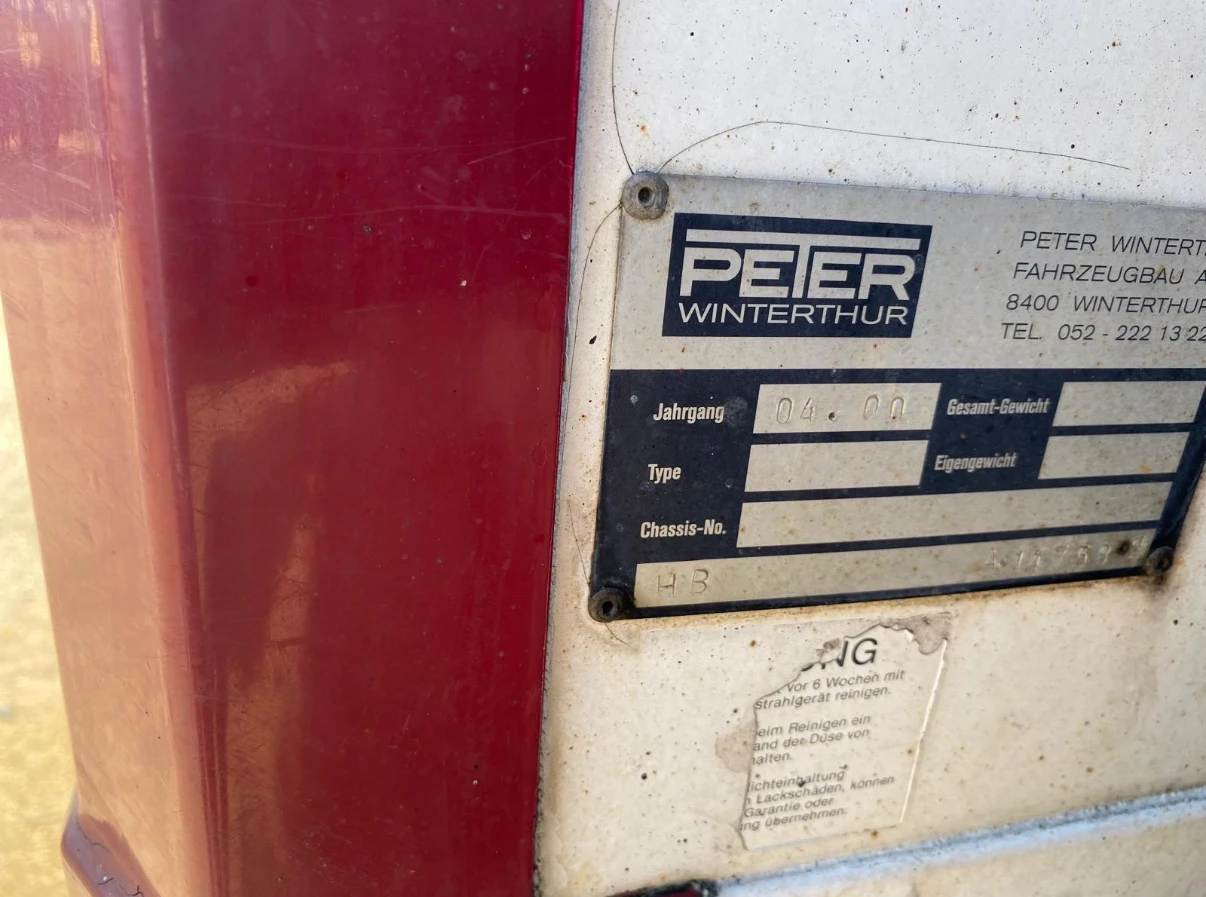 PETER
WINTERTHUR
PETER WINTERT
FAHRZEUGBAU A
8400 WINTERTHUR
TEL. 052 - 222 13 22
Jahrgang 04. 00 Gesamt-Gewicht
Type Eigengewicht
Chassis-No.
HB
NG
vor 6 Wochen mit
strahlgerät reinigen.
eim Reinigen ein
and der Düse von
alten.
ichteinhaltung
n Lackschäden, können
Garantie oder
ng übernehmen.